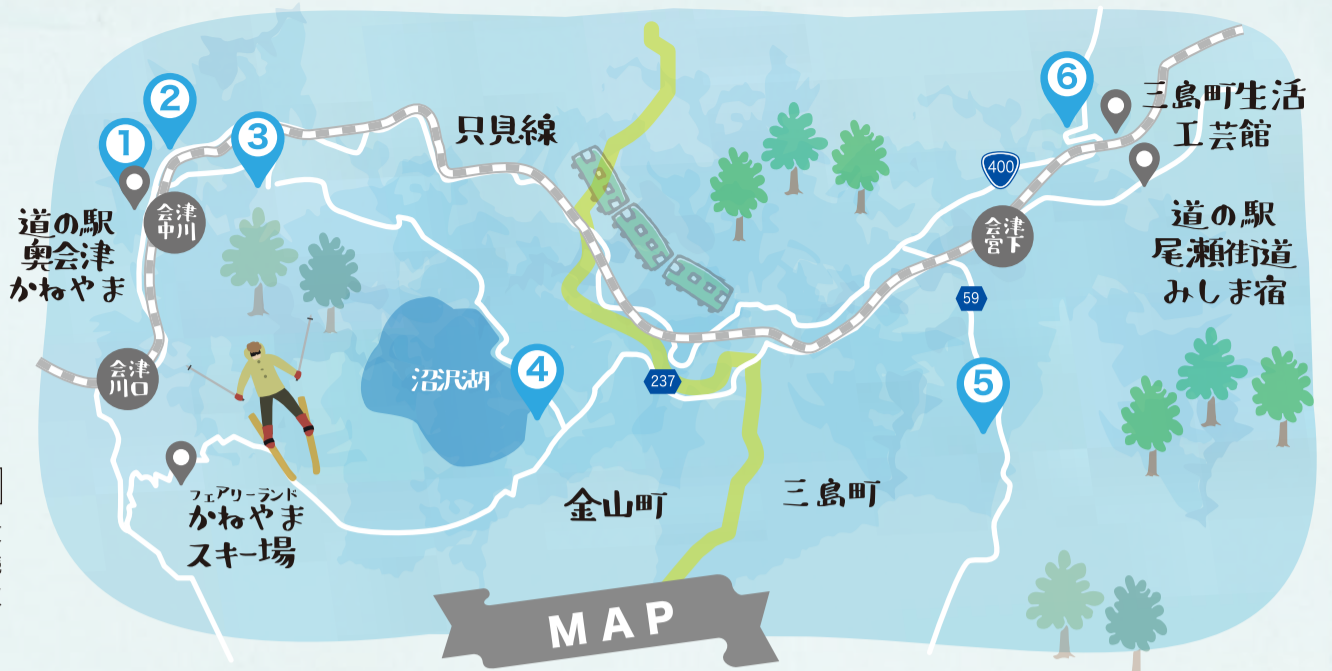 ①
②
③
只見線
道の駅
奥会津
かねやま
会津
中川
会津
川口
沼沢湖
④
237
フェアリーランド
かねやま
スキー場
金山町
三島町
⑥
三島町生活
工芸館
400
会津
宮下
道の駅
尾瀬街道
みしま宿
59
⑤
MAP